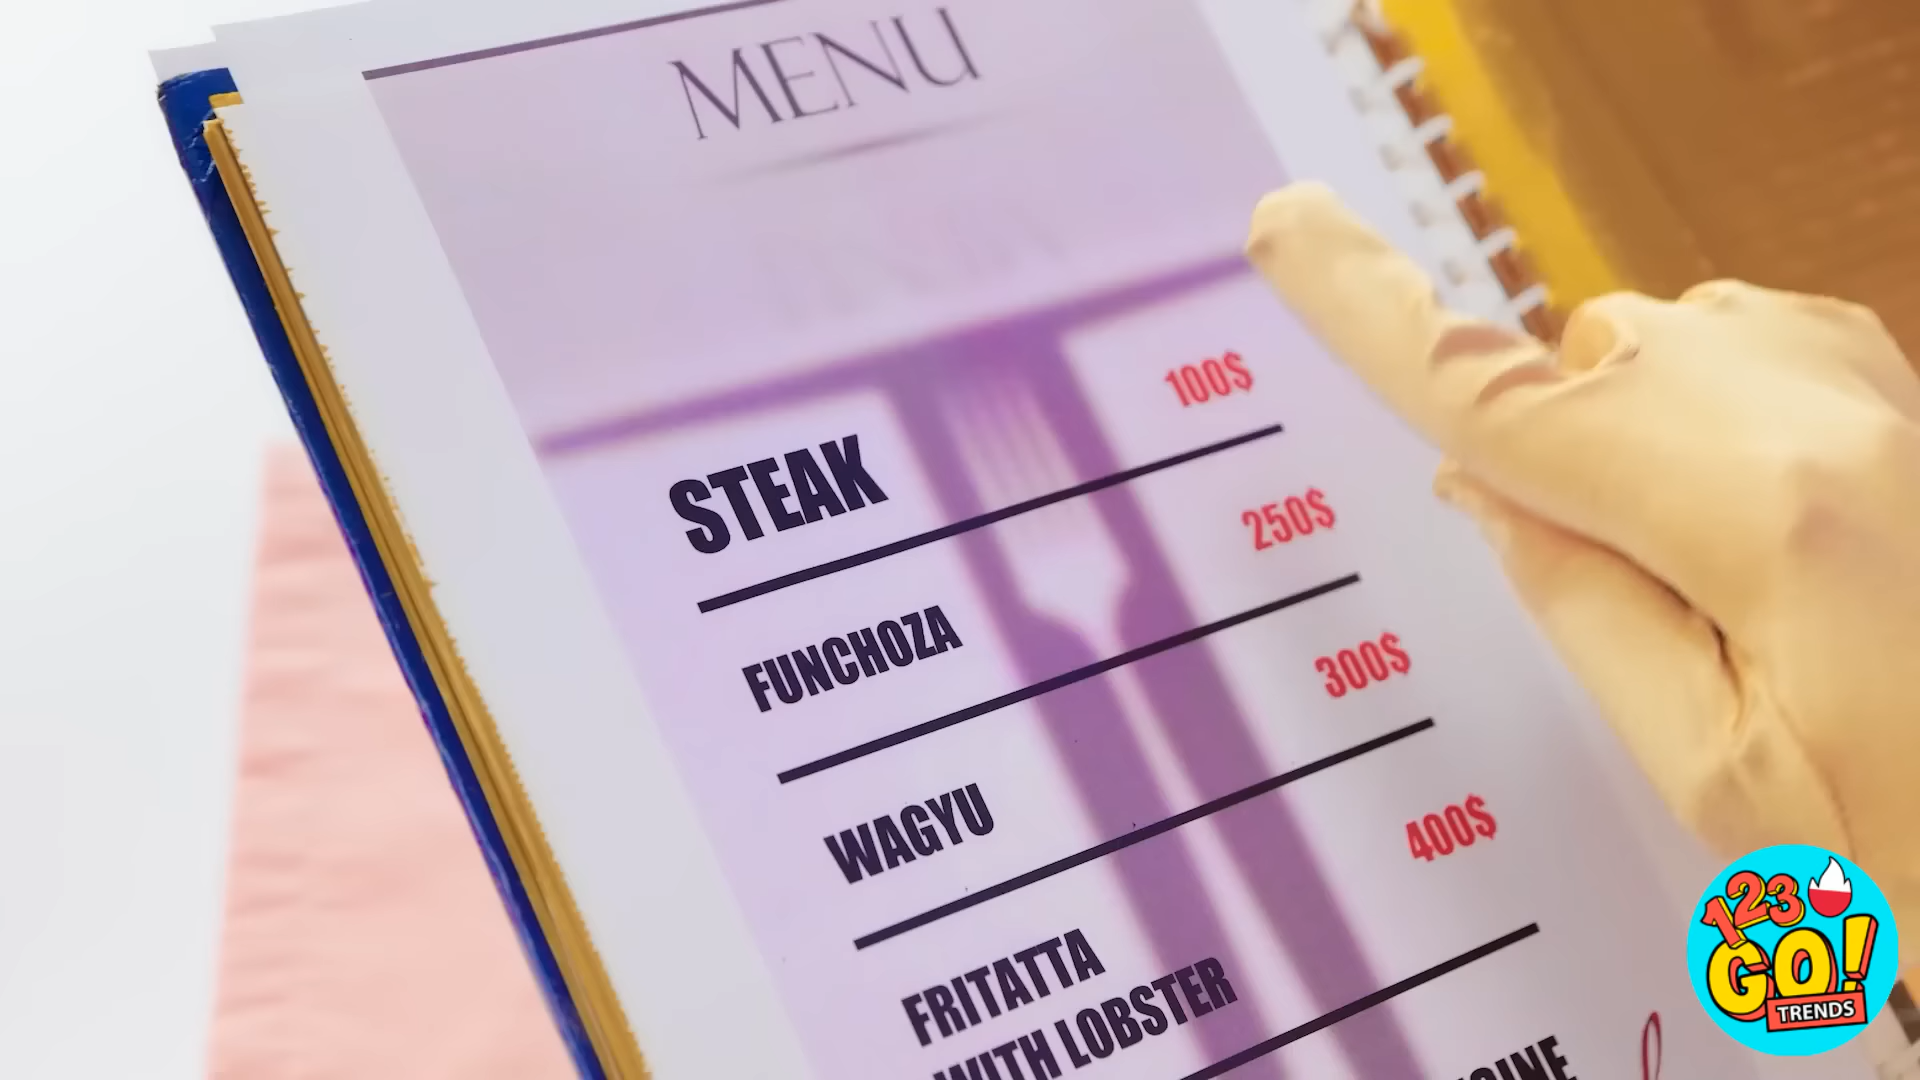 MENU
STEAK
100$
FUNCHOZA
250$
WAGYU
300$
FRITATTA
WITH LOBSTER
400$
123
GO!
TRENDS